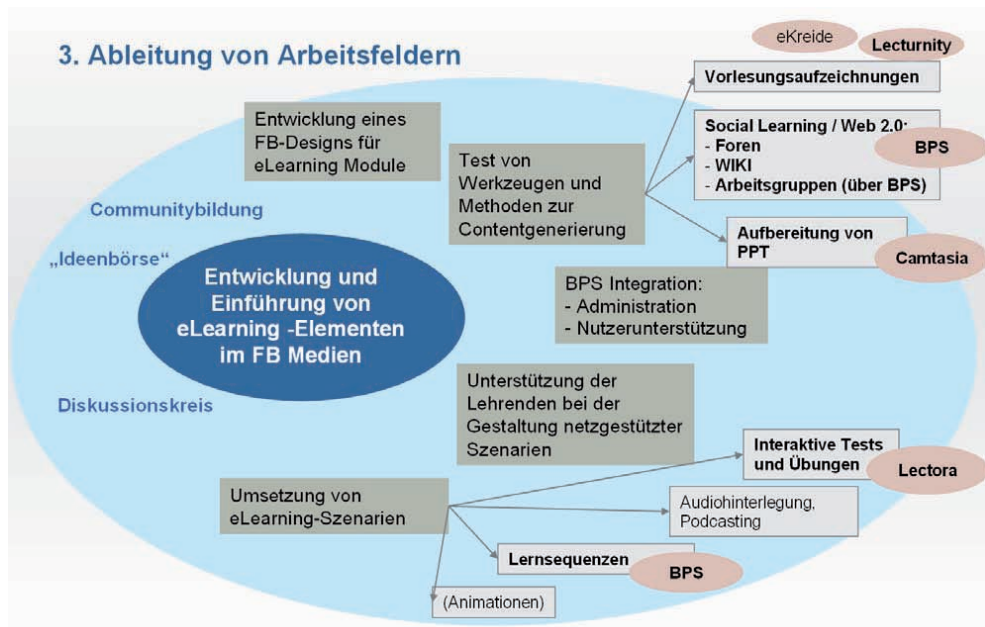 3. Ableitung von Arbeitsfeldern
eKreide
Lecturnity
Vorlesungsaufzeichnungen
Entwicklung eines
FB-Designs für
eLearning Module
Test von
Werkzeugen und
Methoden zur
Contentgenerierung
Social Learning / Web 2.0:
- Foren
- WIKI
- Arbeitsgruppen (über BPS)
BPS
Communitybildung
„Ideenbörse“
Aufbereitung von
PPT
Camtasia
Entwicklung und
Einführung von
eLearning -Elementen
im FB Medien
BPS Integration:
- Administration
- Nutzerunterstützung
Diskussionskreis
Unterstützung der
Lehrenden bei der
Gestaltung netzgestützter
Szenarien
Interaktive Tests
und Übungen
Lectora
Umsetzung von
eLearning-Szenarien
Audiohinterlegung,
Podcasting
Lernsequenzen
BPS
(Animationen)